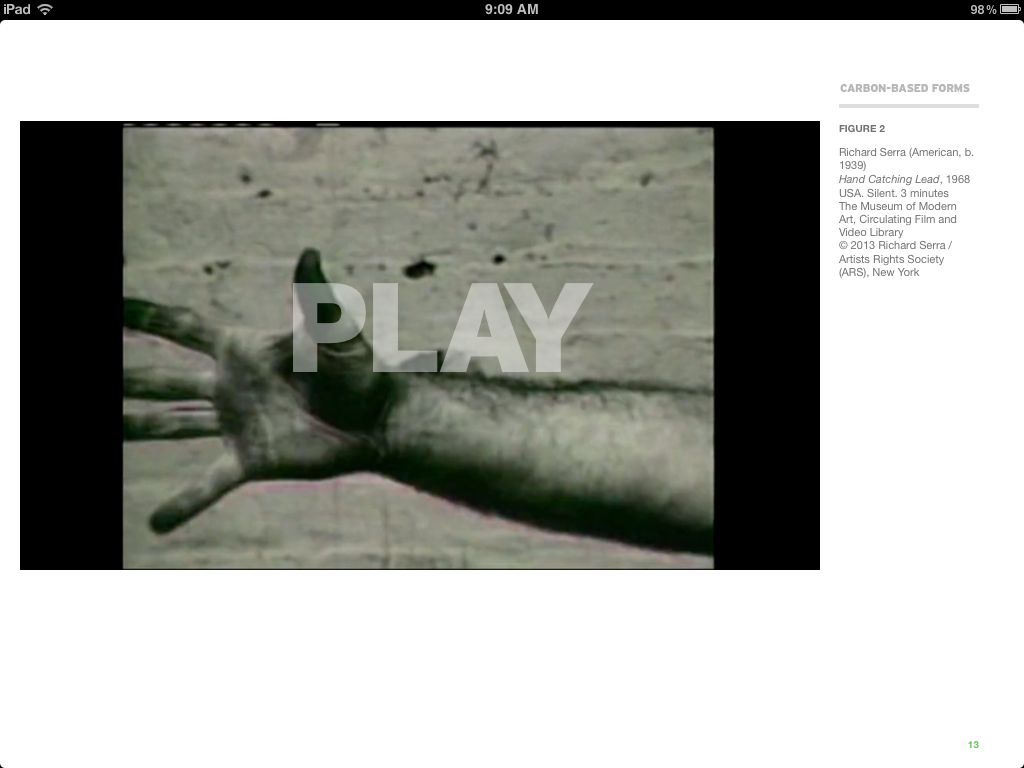 iPad
9:09 AM
98%
CARBON-BASED FORMS
FIGURE 2
Richard Serra (American, b.
1939)
Hand Catching Lead, 1968
USA. Silent. 3 minutes
The Museum of Modern
Art, Circulating Film and
Video Library
© 2013 Richard Serra /
Artists Rights Society
(ARS), New York
PLAY
13